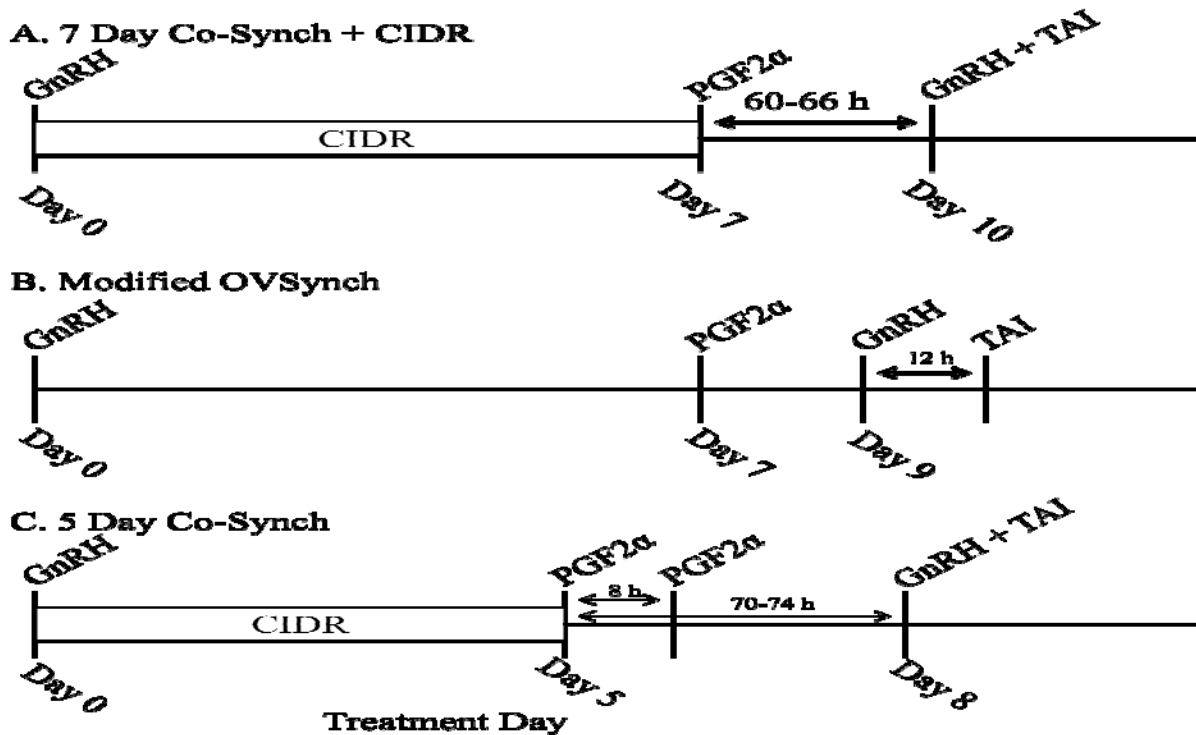 A. 7 Day Co-Synch + CIDR
GnRH
PGF2α
GnRH + TAI
60-66 h
CIDR
Day 0
Day 7
Day 10
B. Modified OVSynch
GnRH
PGF2α
GnRH
TAI
12 h
Day 0
Day 7
Day 9
C. 5 Day Co-Synch
GnRH
PGF2α
PGF2α
GnRH + TAI
8 h
70-74 h
CIDR
Day 0
Day 5
Day 8
Treatment Day